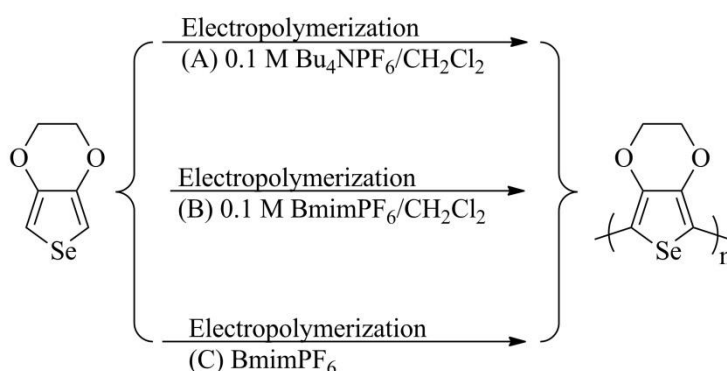 Electropolymerization
(A) 0.1 M Bu₄NPF₆/CH₂Cl₂
O O
Se
Electropolymerization
(B) 0.1 M BmimPF₆/CH₂Cl₂
Electropolymerization
(C) BmimPF₆
O O
( Se )n